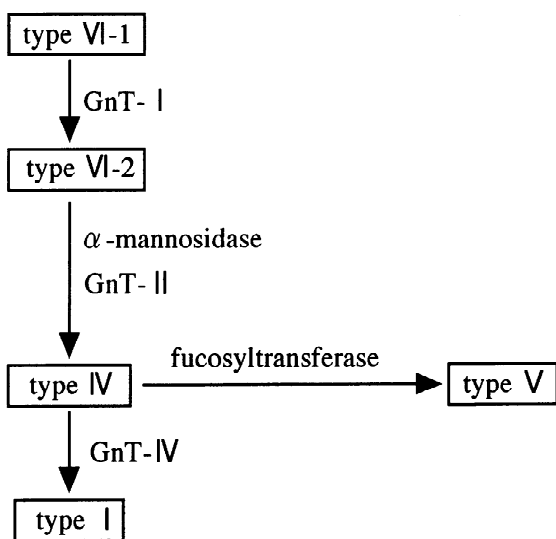 type Ⅵ-1
GnT-Ⅰ
type Ⅵ-2
α-mannosidase
GnT-Ⅱ
fucosyltransferase
type Ⅳ
type Ⅴ
GnT-Ⅳ
type Ⅰ